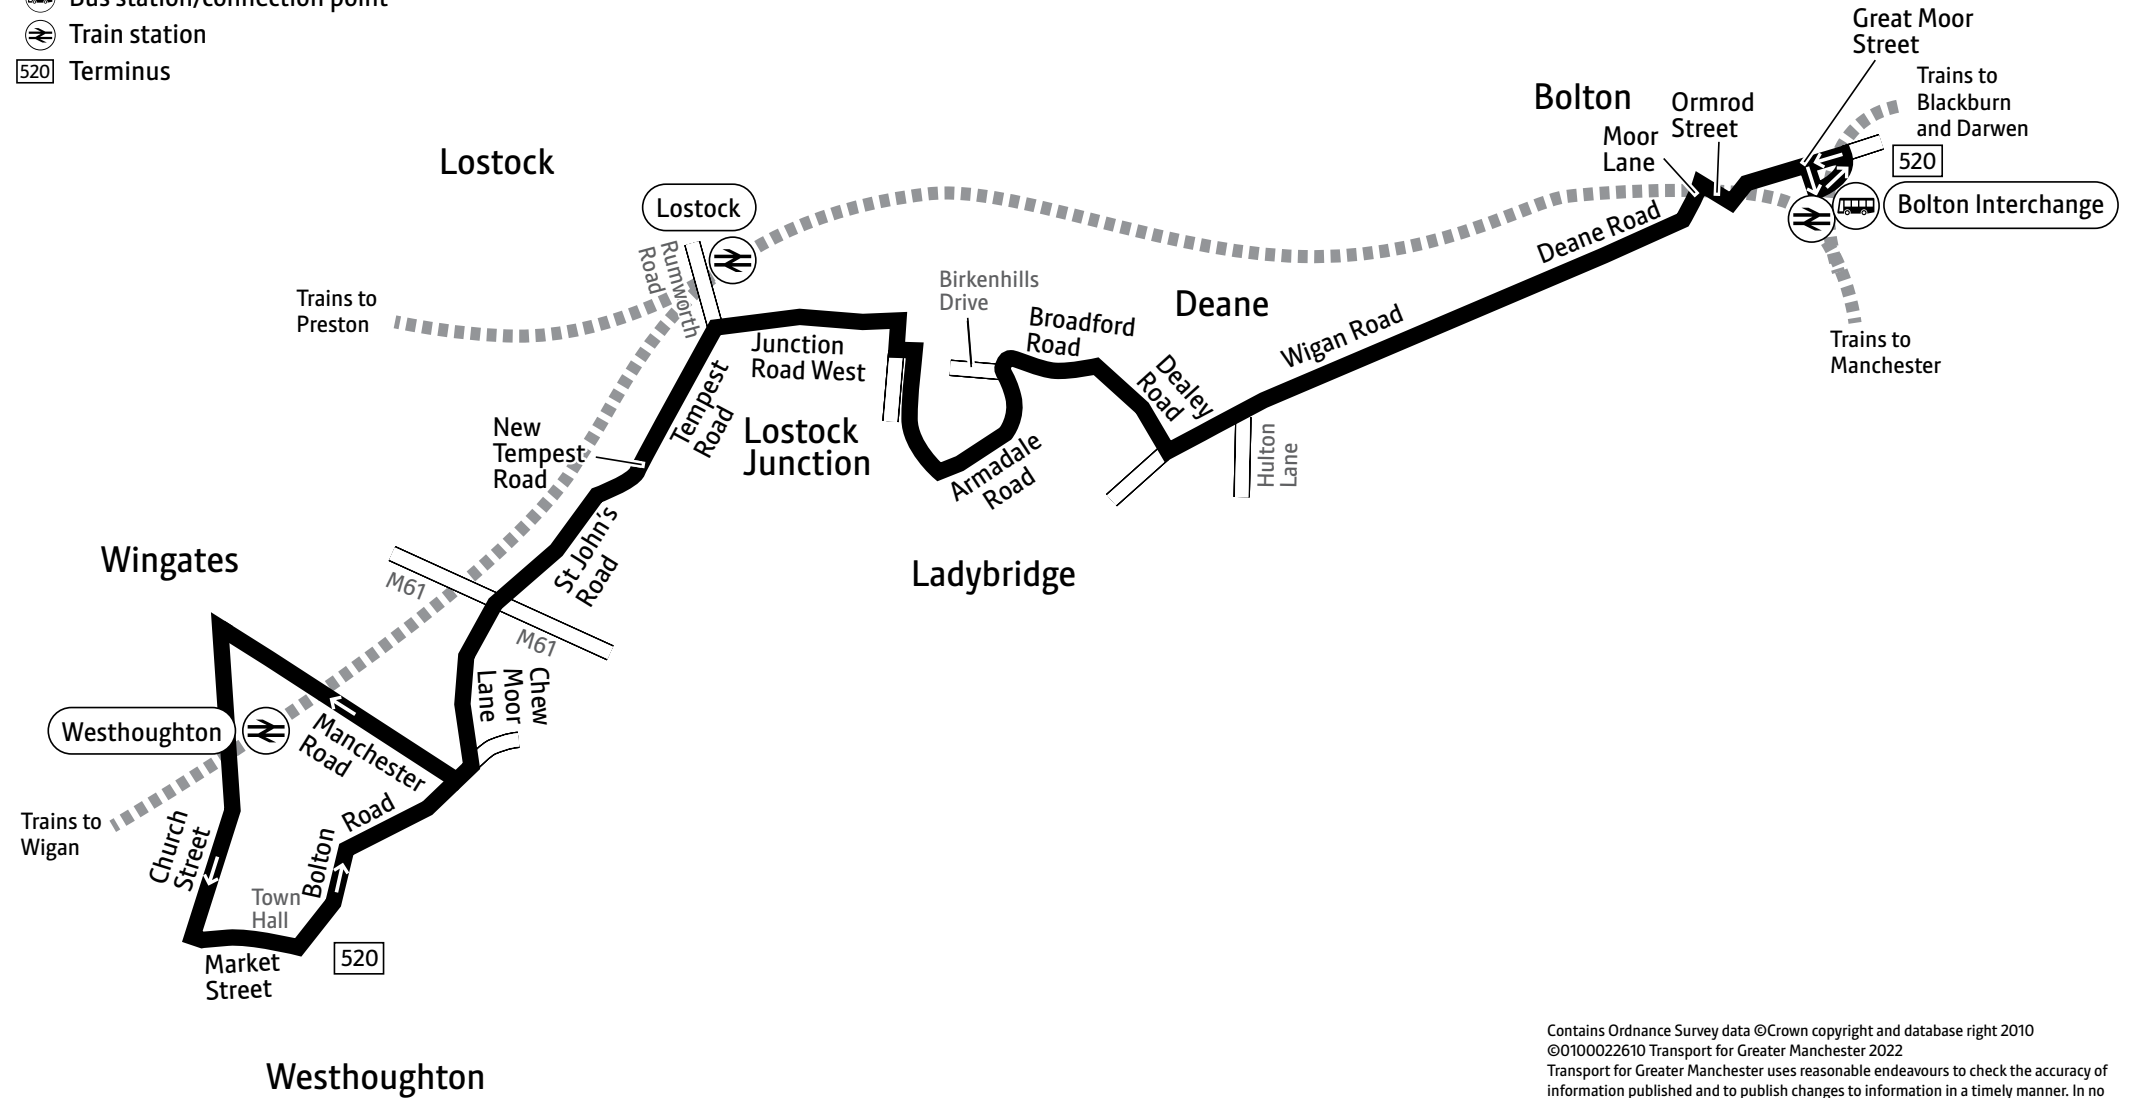 Bus station/connection point
Train station
520 Terminus
Great Moor
Street
Trains to
Blackburn
and Darwen
Bolton
Ormrod
Street
Moor
Lane
520
Bolton Interchange
Lostock
Lostock
Rumworth
Road
Trains to
Preston
Deane Road
Birkenhills
Drive
Deane
Broadford
Road
Wigan Road
Trains to
Manchester
Junction
Road West
Dealey
Road
Tempest
Road
New
Tempest
Road
Lostock
Junction
Armadale
Road
Hulton
Lane
St John's
Road
Wingates
M61
M61
Ladybridge
Chew
Moor
Lane
Westhoughton
Manchester
Road
Trains to
Wigan
Church
Street
Bolton Road
Town
Hall
520
Market
Street
Westhoughton
Contains Ordnance Survey data ©Crown copyright and database right 2010
©0100022610 Transport for Greater Manchester 2022
Transport for Greater Manchester uses reasonable endeavours to check the accuracy of
information published and to publish changes to information in a timely manner. In no